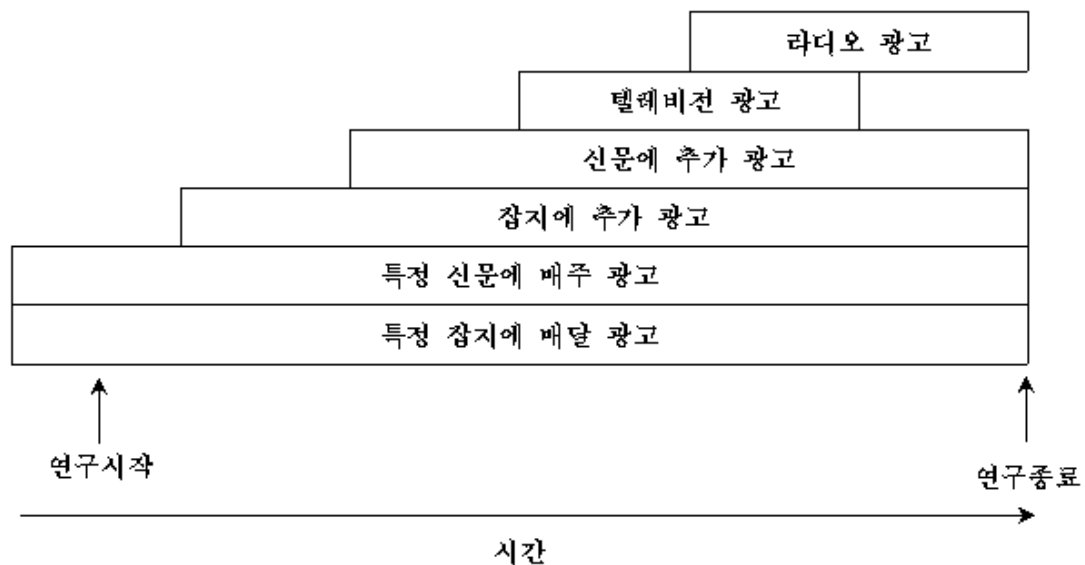 라디오 광고
텔레비전 광고
신문에 추가 광고
잡지에 추가 광고
특정 신문에 매주 광고
특정 잡지에 매달 광고
연구시작
연구종료
시간